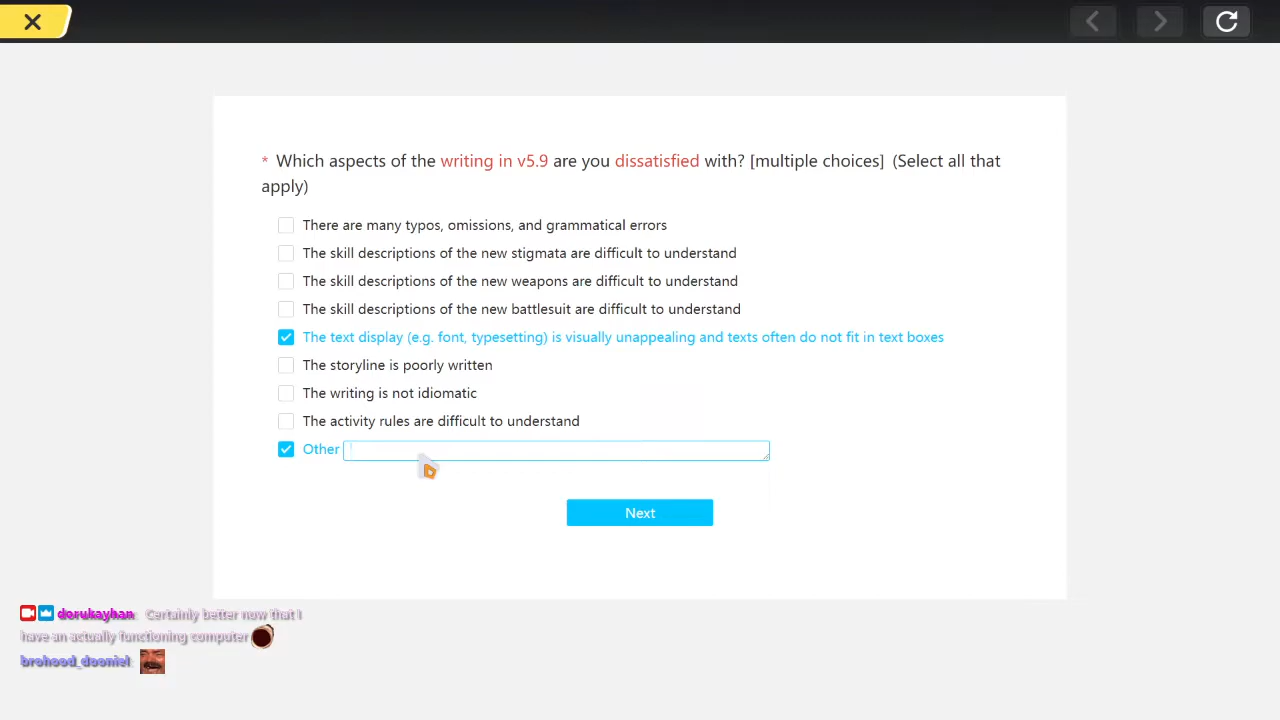 * Which aspects of the writing in v5.9 are you dissatisfied with? [multiple choices] (Select all that
apply)
There are many typos, omissions, and grammatical errors
The skill descriptions of the new stigmata are difficult to understand
The skill descriptions of the new weapons are difficult to understand
The skill descriptions of the new battlesuit are difficult to understand
The text display (e.g. font, typesetting) is visually unappealing and texts often do not fit in text boxes
The storyline is poorly written
The writing is not idiomatic
The activity rules are difficult to understand
Other
Next
dorukayhan Certainly better now that I
have an actually functioning computer
brohood_dooniel